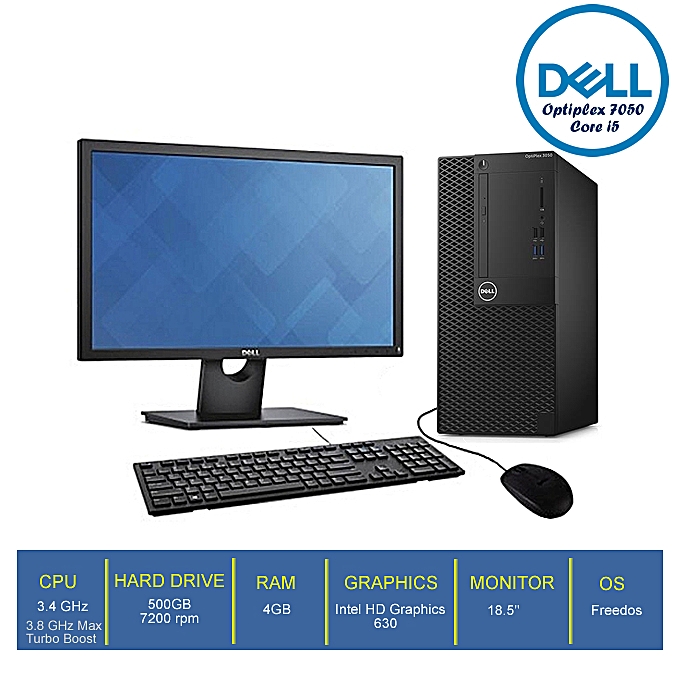 DELL
Optiplex 7050
Core i5
OptiPlex 3050
DELL
DELL
CPU
3.4 GHz
3.8 GHz Max
Turbo Boost
HARD DRIVE
500GB
7200 rpm
RAM
4GB
GRAPHICS
Intel HD Graphics
630
MONITOR
18.5"
OS
Freedos